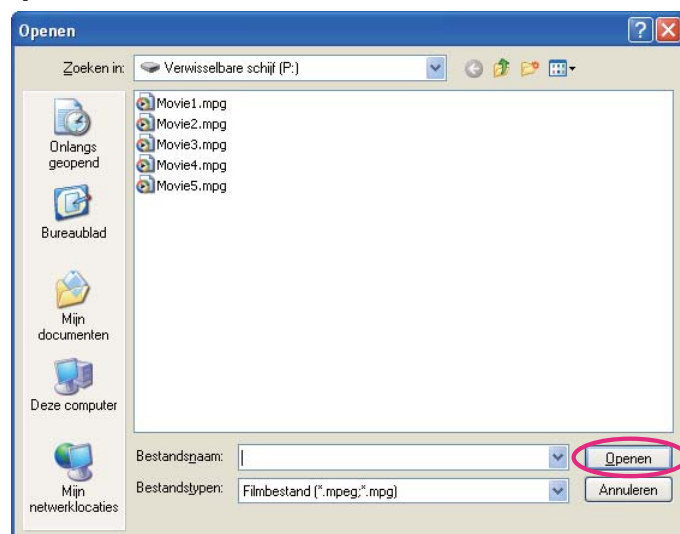 Openen
Zoeken in:
Verwisselbare schijf (P:)
Onlangs
geopend
Bureaublad
Mijn
documenten
Deze computer
Mijn
netwerklocaties
Movie1.mpg
Movie2.mpg
Movie3.mpg
Movie4.mpg
Movie5.mpg
Bestandsnaam:
Openen
Bestandstypen:
Filmbestand (*.mpeg;*.mpg)
Annuleren